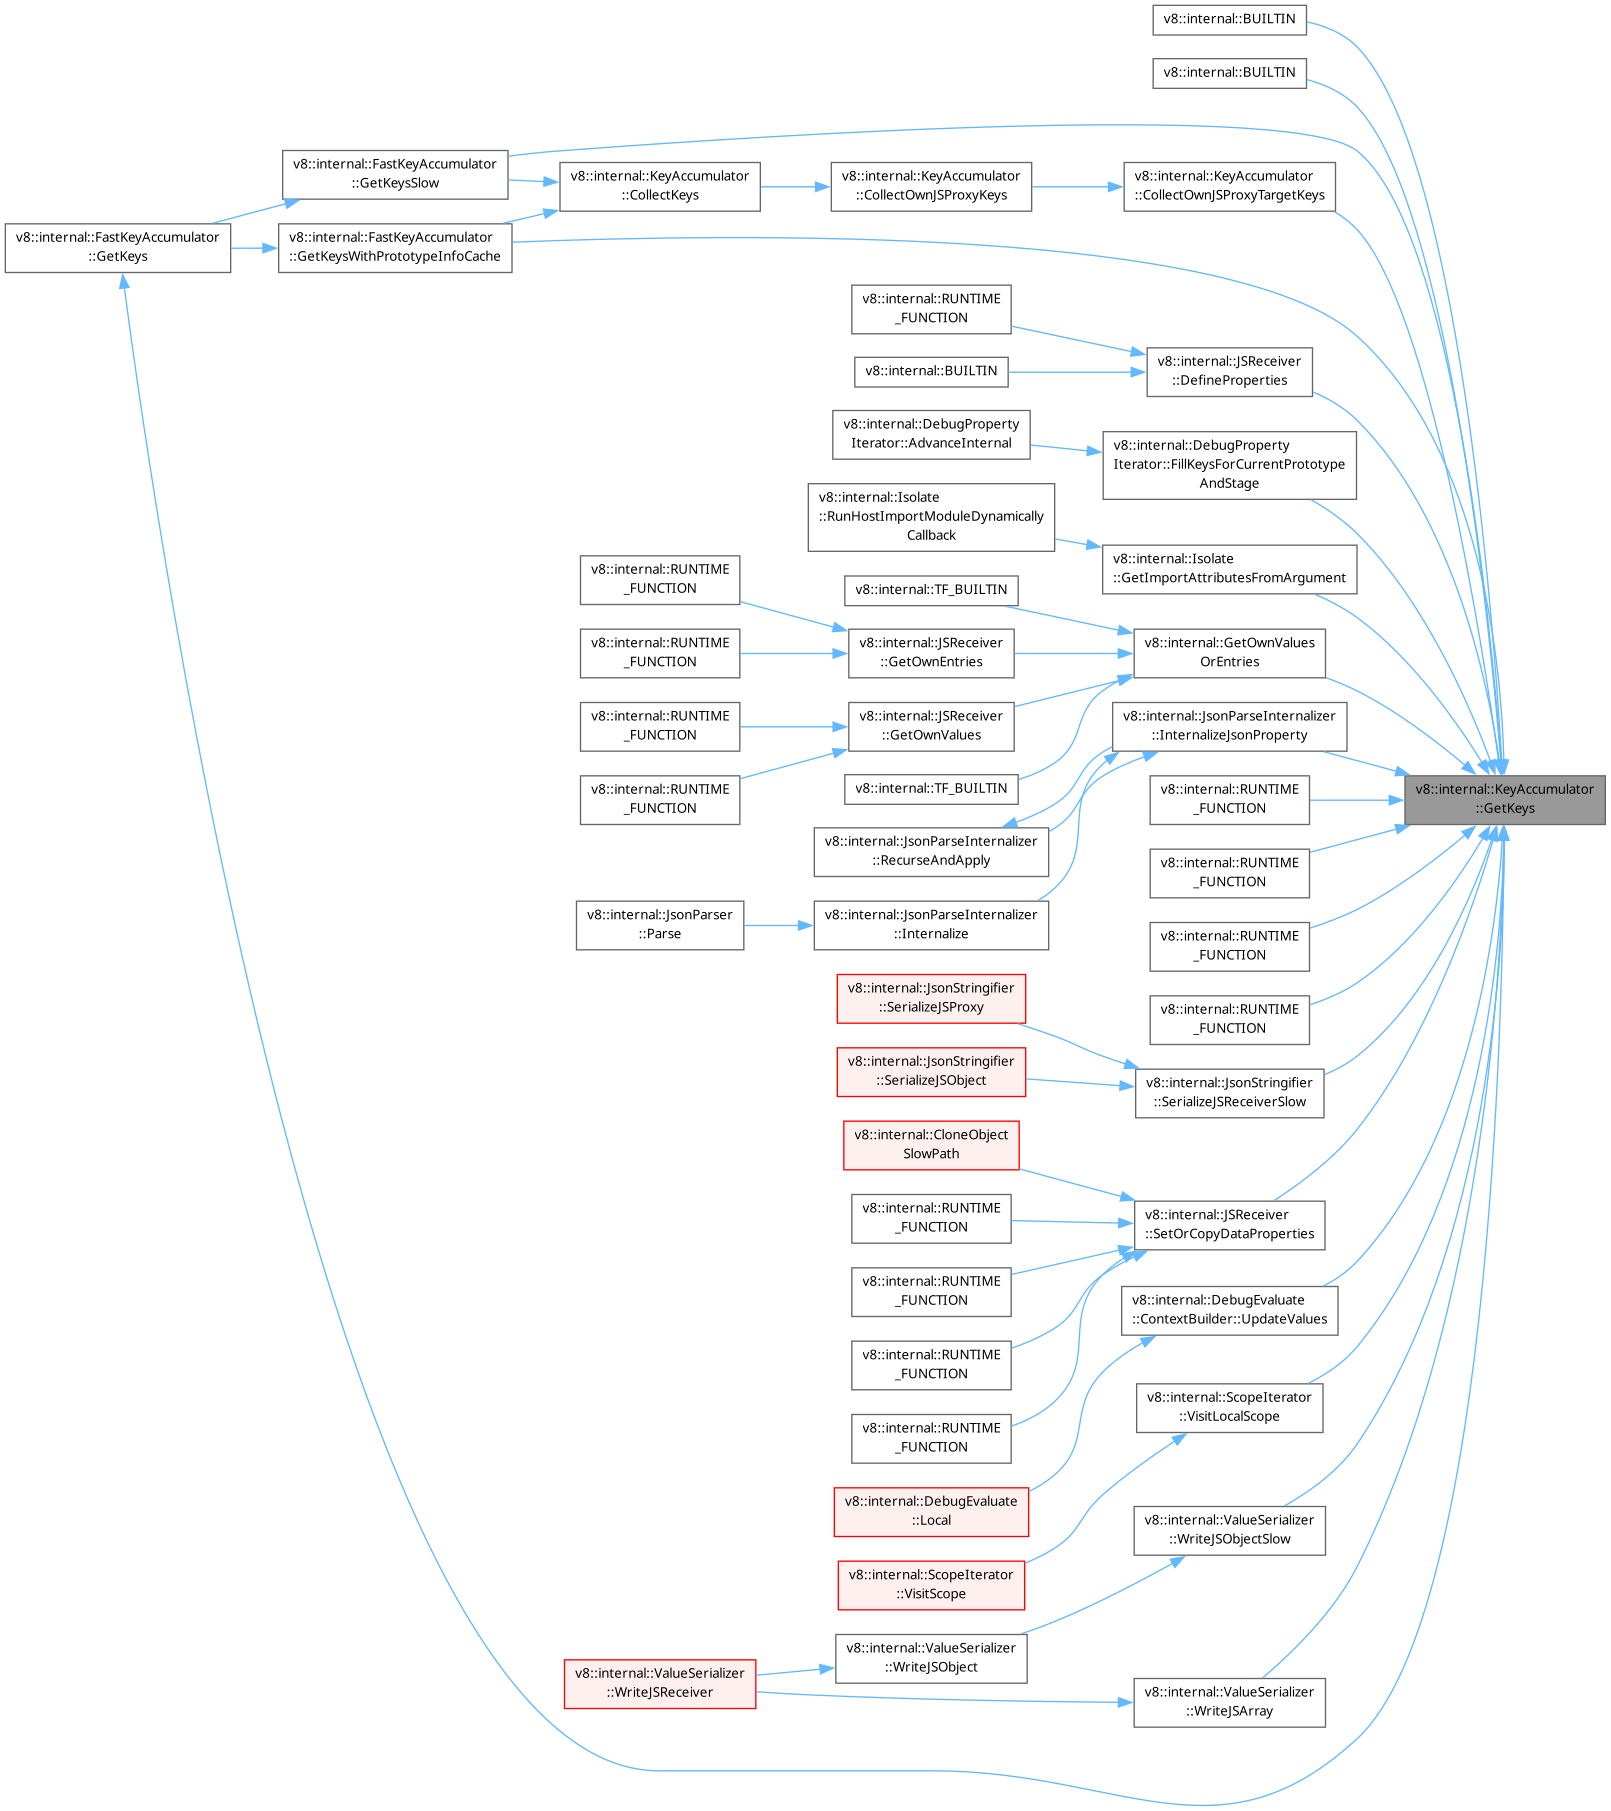 v8::internal::BUILTIN
v8::internal::BUILTIN
v8::internal::FastKeyAccumulator
::GetKeysSlow
v8::internal::KeyAccumulator
::CollectKeys
v8::internal::KeyAccumulator
::CollectOwnJSProxyKeys
v8::internal::KeyAccumulator
::CollectOwnJSProxyTargetKeys
v8::internal::FastKeyAccumulator
::GetKeys
v8::internal::FastKeyAccumulator
::GetKeysWithPrototypeInfoCache
v8::internal::RUNTIME
_FUNCTION
v8::internal::BUILTIN
v8::internal::JSReceiver
::DefineProperties
v8::internal::DebugProperty
Iterator::AdvanceInternal
v8::internal::DebugProperty
Iterator::FillKeysForCurrentPrototype
AndStage
v8::internal::Isolate
::RunHostImportModuleDynamically
Callback
v8::internal::Isolate
::GetImportAttributesFromArgument
v8::internal::RUNTIME
_FUNCTION
v8::internal::TF_BUILTIN
v8::internal::RUNTIME
_FUNCTION
v8::internal::JSReceiver
::GetOwnEntries
v8::internal::GetOwnValues
OrEntries
v8::internal::RUNTIME
_FUNCTION
v8::internal::JSReceiver
::GetOwnValues
v8::internal::JsonParseInternalizer
::InternalizeJsonProperty
v8::internal::RUNTIME
_FUNCTION
v8::internal::TF_BUILTIN
v8::internal::RUNTIME
_FUNCTION
v8::internal::KeyAccumulator
::GetKeys
v8::internal::JsonParseInternalizer
::RecurseAndApply
v8::internal::RUNTIME
_FUNCTION
v8::internal::JsonParser
::Parse
v8::internal::JsonParseInternalizer
::Internalize
v8::internal::RUNTIME
_FUNCTION
v8::internal::JsonStringifier
::SerializeJSProxy
v8::internal::RUNTIME
_FUNCTION
v8::internal::JsonStringifier
::SerializeJSObject
v8::internal::JsonStringifier
::SerializeJSReceiverSlow
v8::internal::CloneObject
SlowPath
v8::internal::RUNTIME
_FUNCTION
v8::internal::JSReceiver
::SetOrCopyDataProperties
v8::internal::RUNTIME
_FUNCTION
v8::internal::DebugEvaluate
::ContextBuilder::UpdateValues
v8::internal::RUNTIME
_FUNCTION
v8::internal::ScopeIterator
::VisitLocalScope
v8::internal::RUNTIME
_FUNCTION
v8::internal::DebugEvaluate
::Local
v8::internal::ValueSerializer
::WriteJSObjectSlow
v8::internal::ScopeIterator
::VisitScope
v8::internal::ValueSerializer
::WriteJSObject
v8::internal::ValueSerializer
::WriteJSReceiver
v8::internal::ValueSerializer
::WriteJSArray